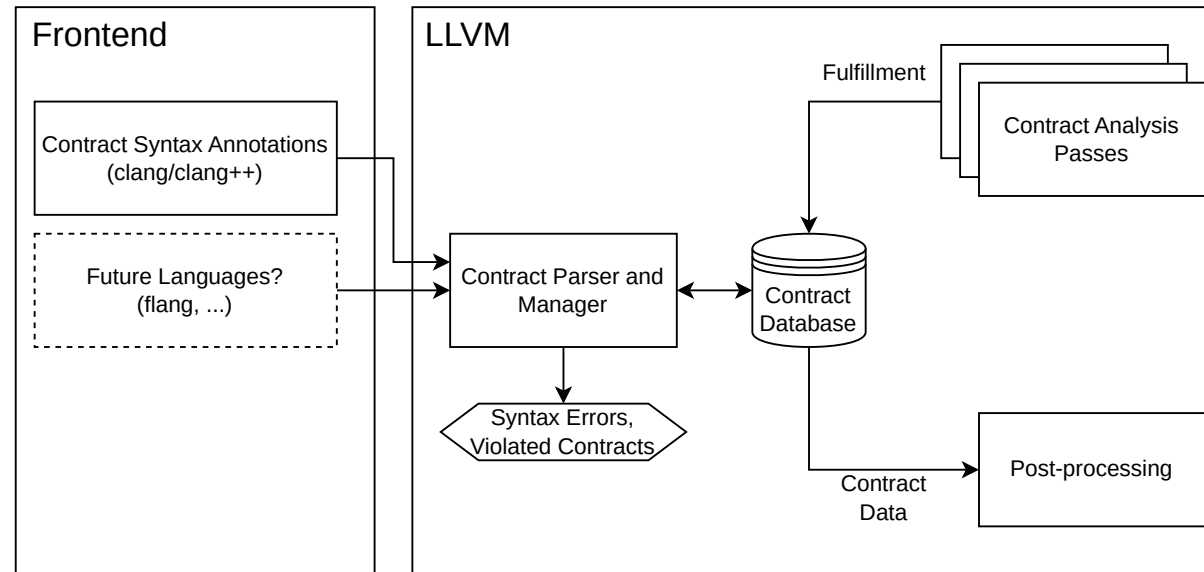 Frontend
LLVM
Contract Syntax Annotations
(clang/clang++)
Future Languages?
(flang, ...)
Contract Parser and
Manager
Syntax Errors,
Violated Contracts
Fulfillment
Contract Analysis
Passes
Contract
Database
Contract
Data
Post-processing